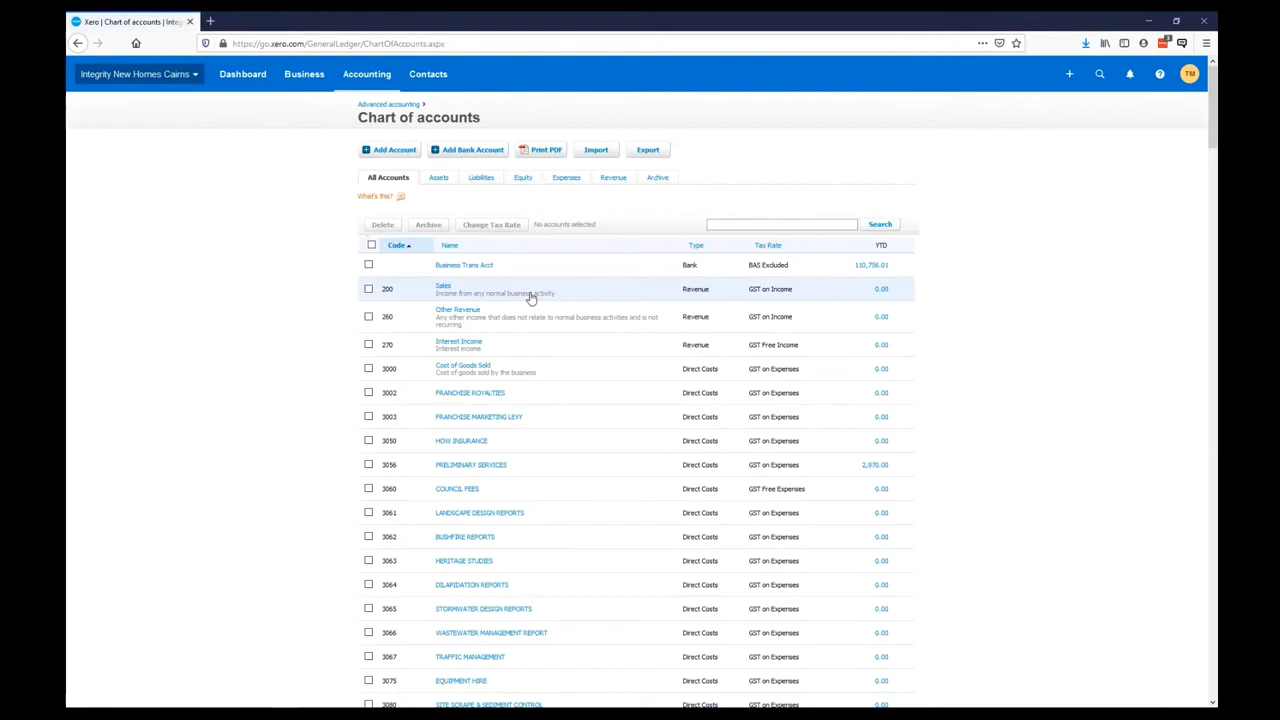 Xero | Chart of accounts | Integ
https://go.xero.com/GeneralLedger/ChartOfAccounts.aspx
3
Integrity New Homes Cairns Dashboard Business Accounting Contacts TM
Advanced accounting ›
Chart of accounts
Add Account Add Bank Account Print PDF Import Export
All Accounts Assets Liabilities Equity Expenses Revenue Archive
What's this?
Delete Archive Change Tax Rate No accounts selected Search
Code Name Type Tax Rate YTD
Business Trans Acct Bank BAS Excluded 110,756.01
200 Sales Revenue GST on Income 0.00
Income from any normal business activity
260 Other Revenue Revenue GST on Income 0.00
Any other income that does not relate to normal business activities and is not
recurring
270 Interest Income Revenue GST Free Income 0.00
Interest income
3000 Cost of Goods Sold Direct Costs GST on Expenses 0.00
Cost of goods sold by the business
3002 FRANCHISE ROYALTIES Direct Costs GST on Expenses 0.00
3003 FRANCHISE MARKETING LEVY Direct Costs GST on Expenses 0.00
3050 HOW INSURANCE Direct Costs GST on Expenses 0.00
3056 PRELIMINARY SERVICES Direct Costs GST on Expenses 2,970.00
3060 COUNCIL FEES Direct Costs GST Free Expenses 0.00
3061 LANDSCAPE DESIGN REPORTS Direct Costs GST on Expenses 0.00
3062 BUSHFIRE REPORTS Direct Costs GST on Expenses 0.00
3063 HERITAGE STUDIES Direct Costs GST on Expenses 0.00
3064 DILAPIDATION REPORTS Direct Costs GST on Expenses 0.00
3065 STORMWATER DESIGN REPORTS Direct Costs GST on Expenses 0.00
3066 WASTEWATER MANAGEMENT REPORT Direct Costs GST on Expenses 0.00
3067 TRAFFIC MANAGEMENT Direct Costs GST on Expenses 0.00
3075 EQUIPMENT HIRE Direct Costs GST on Expenses 0.00
3080 SITE SCRAPE & SEDIMENT CONTROL Direct Costs GST on Expenses 0.00